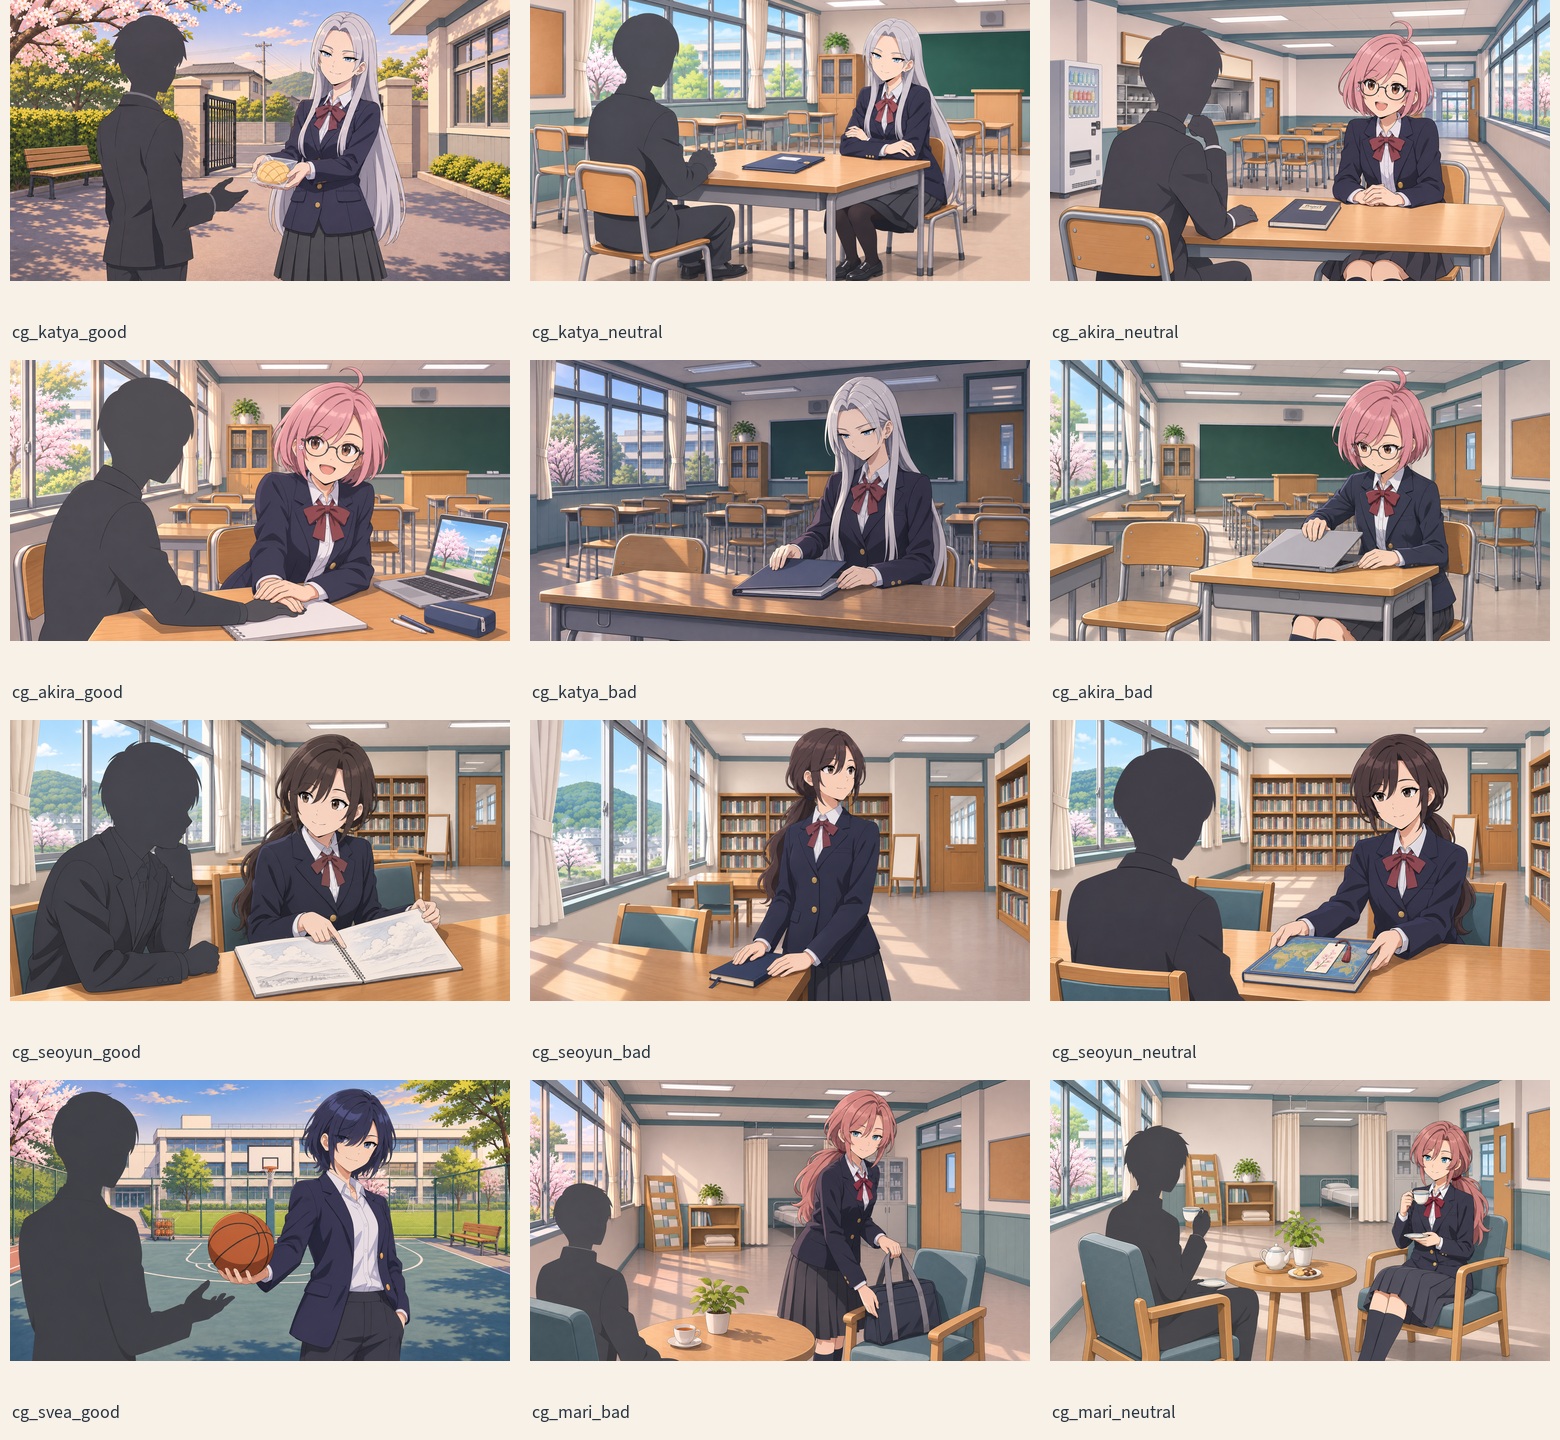 cg_katya_good
cg_katya_neutral
cg_akira_neutral
cg_akira_good
cg_katya_bad
cg_akira_bad
cg_seoyun_good
cg_seoyun_bad
cg_seoyun_neutral
cg_svea_good
cg_mari_bad
cg_mari_neutral